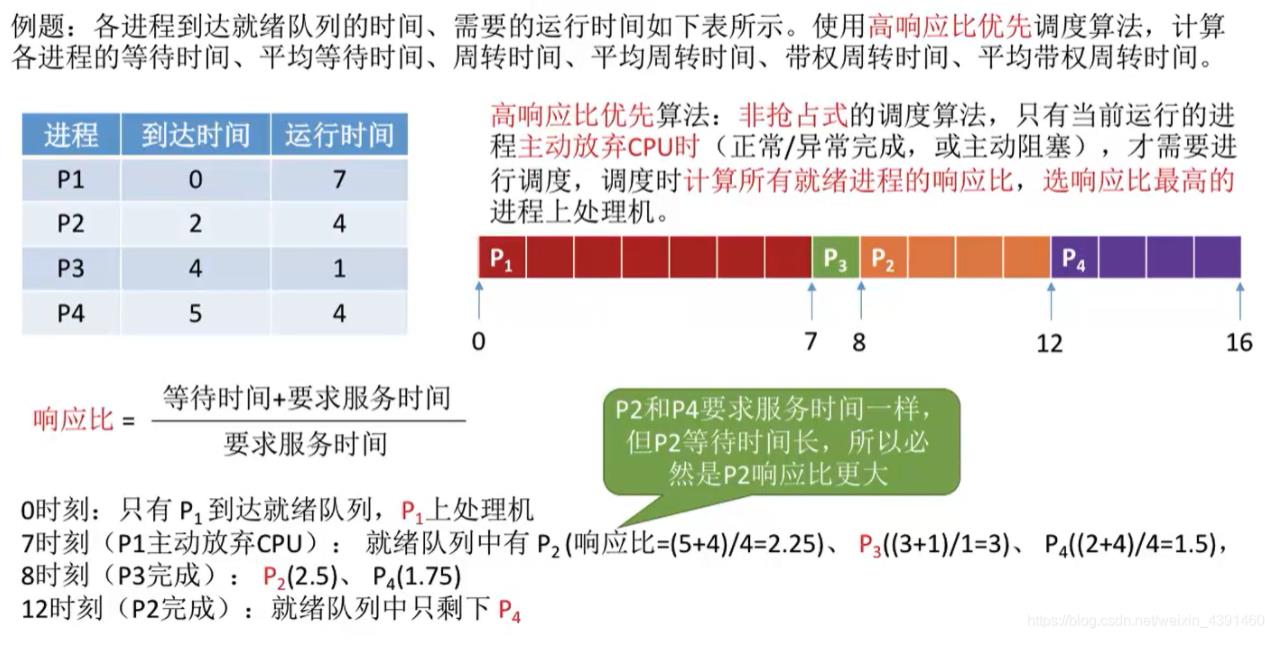 例题：各进程到达就绪队列的时间、需要的运行时间如下表所示。使用高响应比优先调度算法，计算
各进程的等待时间、平均等待时间、周转时间、平均周转时间、带权周转时间、平均带权周转时间。
进程 到达时间 运行时间
P1 0 7
P2 2 4
P3 4 1
P4 5 4
高响应比优先算法：非抢占式的调度算法，只有当前运行的进
程主动放弃CPU时（正常/异常完成，或主动阻塞），才需要进
行调度，调度时计算所有就绪进程的响应比，选响应比最高的
进程上处理机。
P1 P3 P2 P4
0 7 8 12 16
响应比 = 等待时间+要求服务时间
要求服务时间
P2和P4要求服务时间一样，
但P2等待时间长，所以必
然是P2响应比更大
0时刻：只有 P1 到达就绪队列，P1上处理机
7时刻（P1主动放弃CPU）： 就绪队列中有 P2 (响应比=(5+4)/4=2.25)、 P3((3+1)/1=3)、 P4((2+4)/4=1.5)，
8时刻（P3完成）： P2(2.5)、 P4(1.75)
12时刻（P2完成）：就绪队列中只剩下 P4
https://blog.csdn.net/weixin_4391460